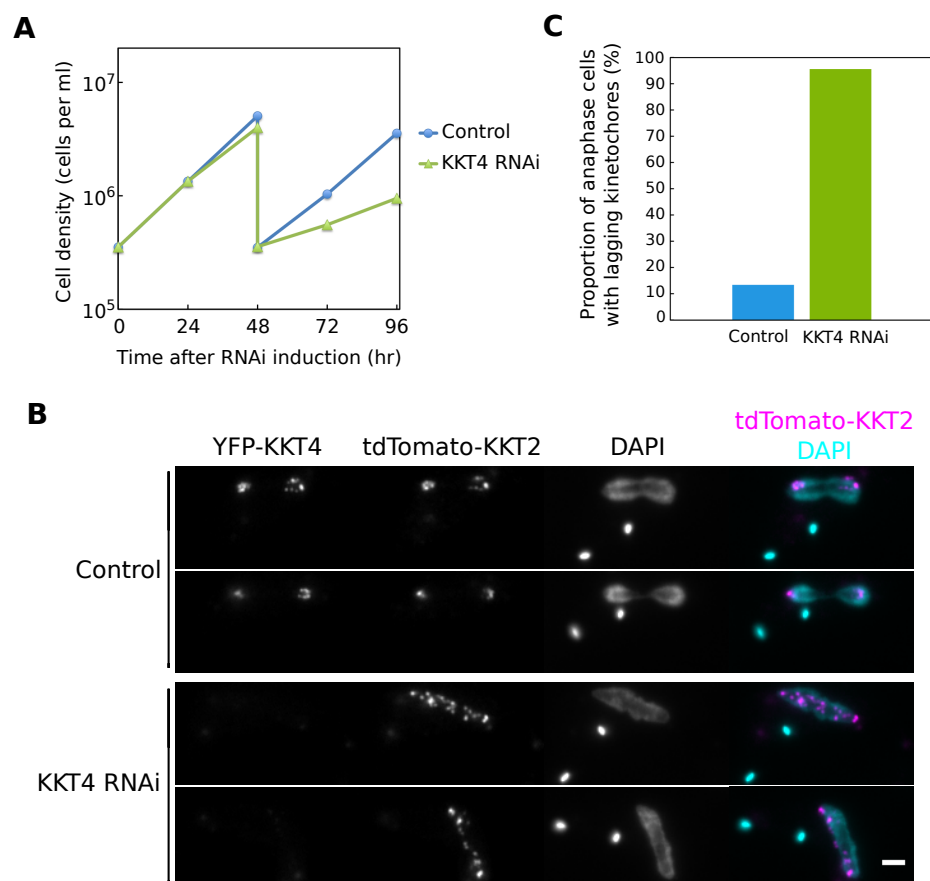 A
Cell density (cells per ml)
10⁷
10⁶
10⁵
0 24 48 72 96
Time after RNAi induction (hr)
Control
KKT4 RNAi
C
Proportion of anaphase cells
with lagging kinetochores (%)
100
90
80
70
60
50
40
30
20
10
0
Control KKT4 RNAi
B
YFP-KKT4 tdTomato-KKT2 DAPI tdTomato-KKT2
DAPI
Control
KKT4 RNAi